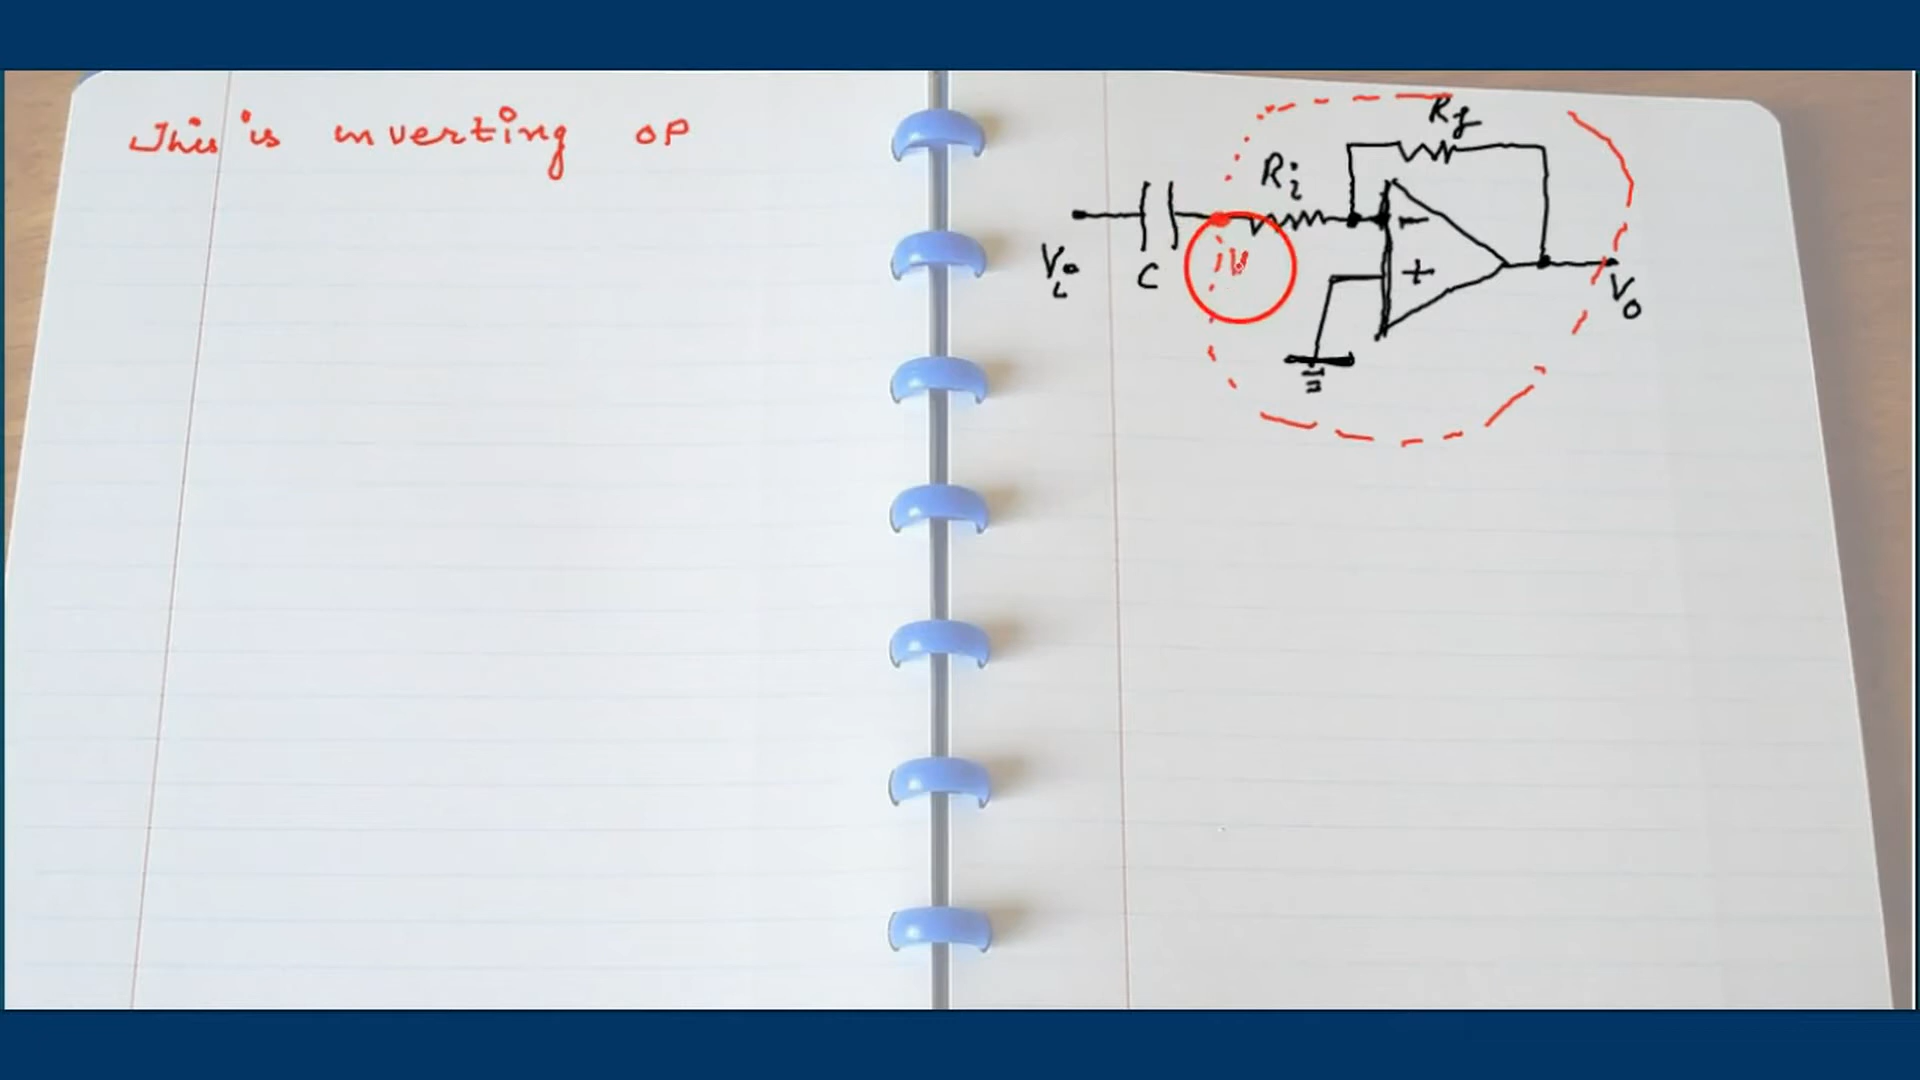 This is inverting OP
Rf
Ri
Vi
C
-
+
Vo